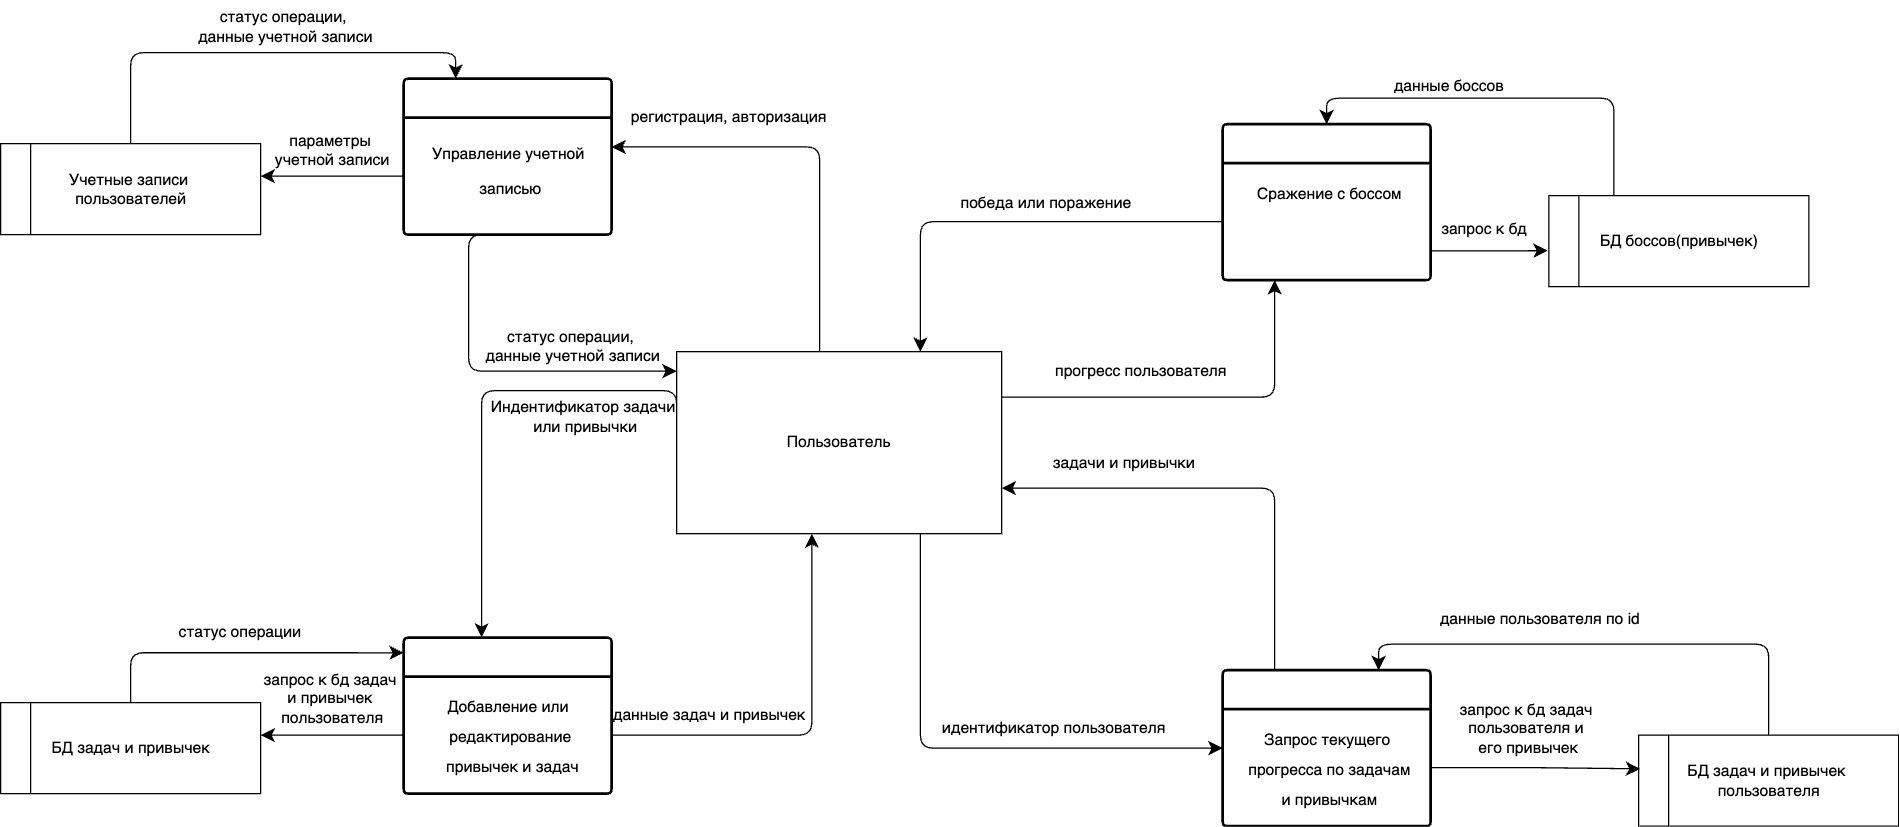 статус операции,
данные учетной записи
данные боссов
регистрация, авторизация
параметры
учетной записи
Управление учетной
записью
Учетные записи
пользователей
Сражение с боссом
победа или поражение
запрос к бд
БД боссов(привычек)
статус операции,
данные учетной записи
прогресс пользователя
Индентификатор задачи
или привычки
Пользователь
задачи и привычки
данные пользователя по id
статус операции
запрос к бд задач
и привычек
пользователя
Добавление или
редактирование
привычек и задач
данные задач и привычек
БД задач и привычек
идентификатор пользователя
Запрос текущего
прогресса по задачам
и привычкам
запрос к бд задач
пользователя и
его привычек
БД задач и привычек
пользователя